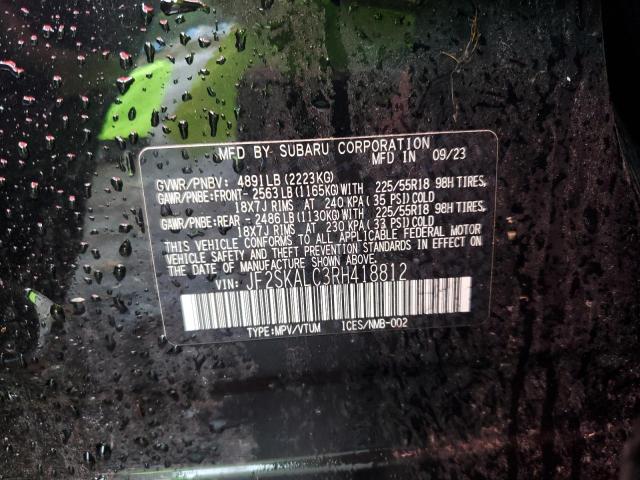 MFD BY SUBARU CORPORATION
MFD IN 09/23
GVWR/PNBV: 4891LB (2223KG)
GAWR/PNBE:FRONT-2563LB (1165KG)WITH 225/55R18 98H TIRES,
18X7J RIMS AT 240 KPA (35 PSI)COLD
GAWR/PNBE:REAR -2486LB (1130KG)WITH 225/55R18 98H TIRES,
18X7J RIMS AT 230 KPA (33 PSI)COLD
THIS VEHICLE CONFORMS TO ALL APPLICABLE FEDERAL MOTOR
VEHICLE SAFETY AND THEFT PREVENTION STANDARDS IN EFFECT ON
THE DATE OF MANUFACTURE SHOWN ABOVE.
VIN: JF2SKALC3RH418812
TYPE:MPV/VTUM ICES/NMB-002